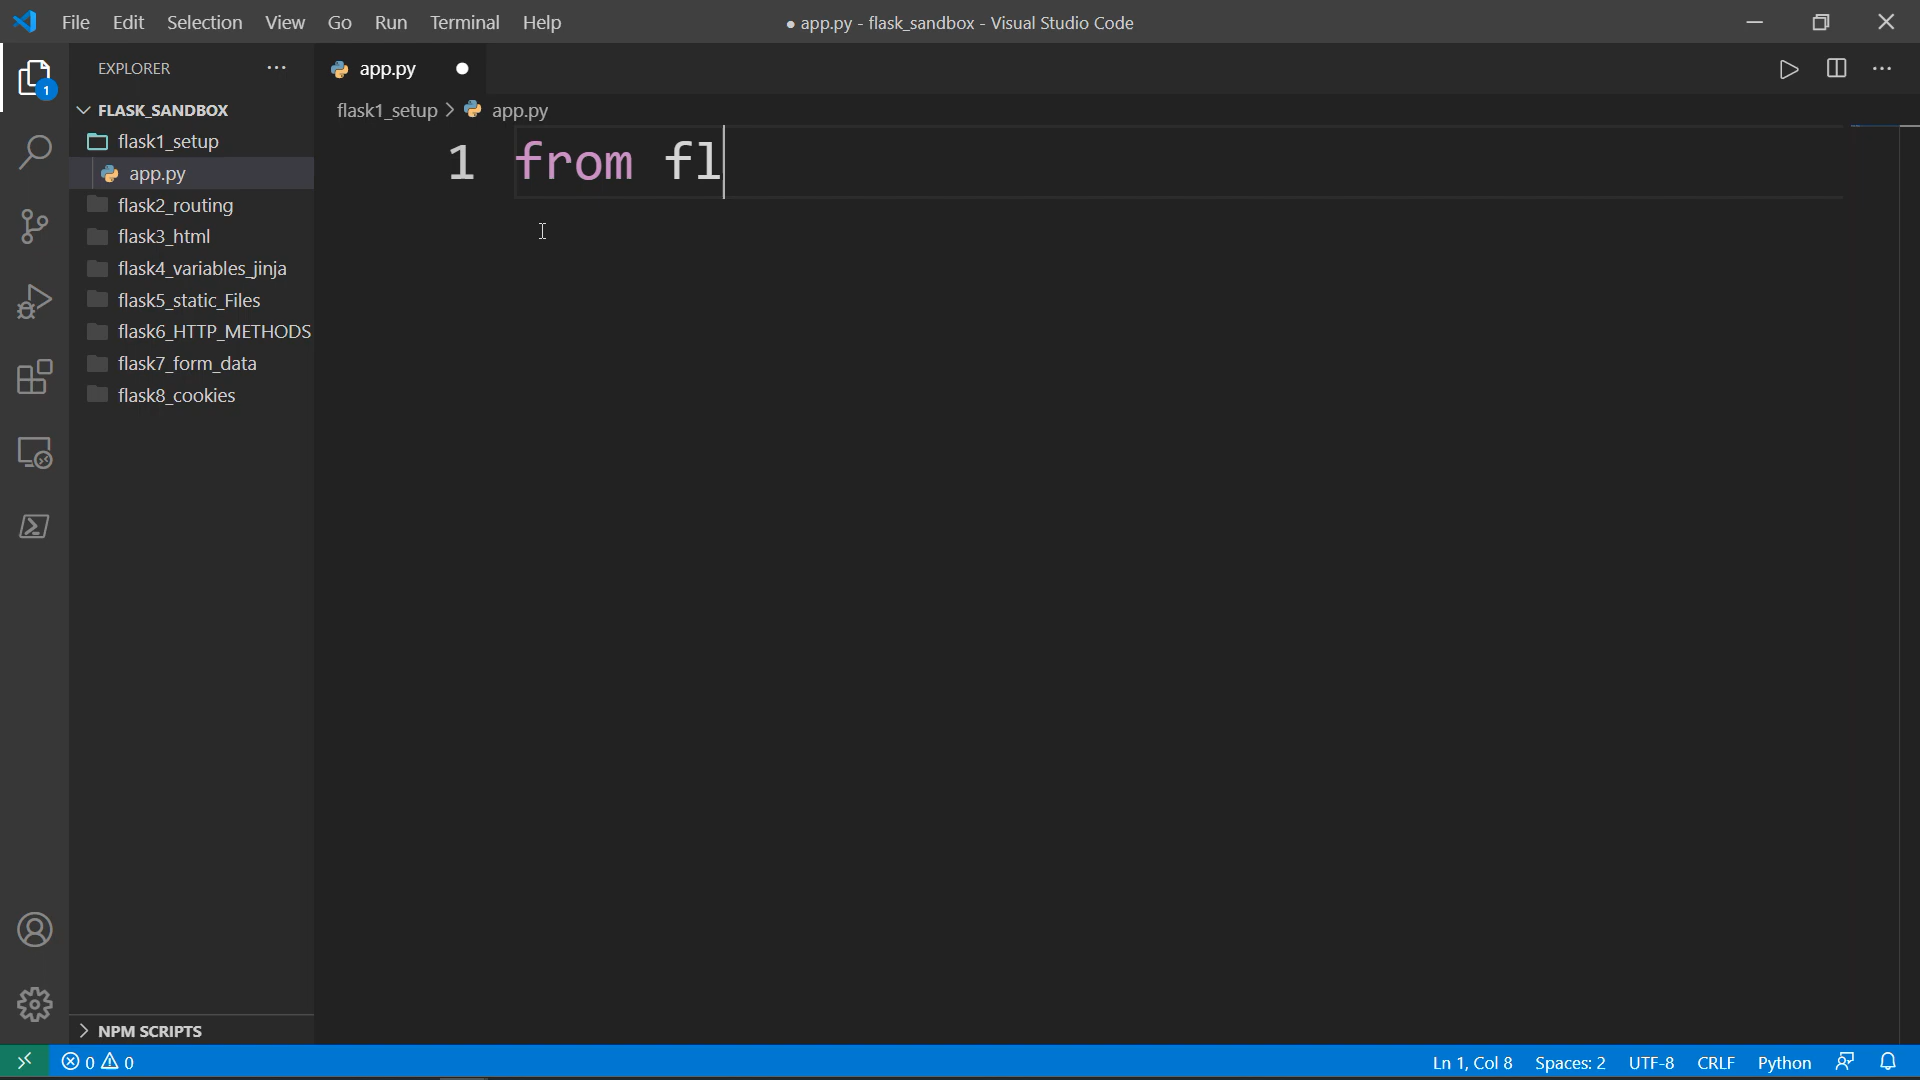 File Edit Selection View Go Run Terminal Help
● app.py - flask_sandbox - Visual Studio Code
EXPLORER
1
FLASK_SANDBOX
flask1_setup
app.py
flask2_routing
flask3_html
flask4_variables_jinja
flask5_static_Files
flask6_HTTP_METHODS
flask7_form_data
flask8_cookies
NPM SCRIPTS
app.py
flask1_setup > app.py
1 from fl
0 0
Ln 1, Col 8 Spaces: 2 UTF-8 CRLF Python